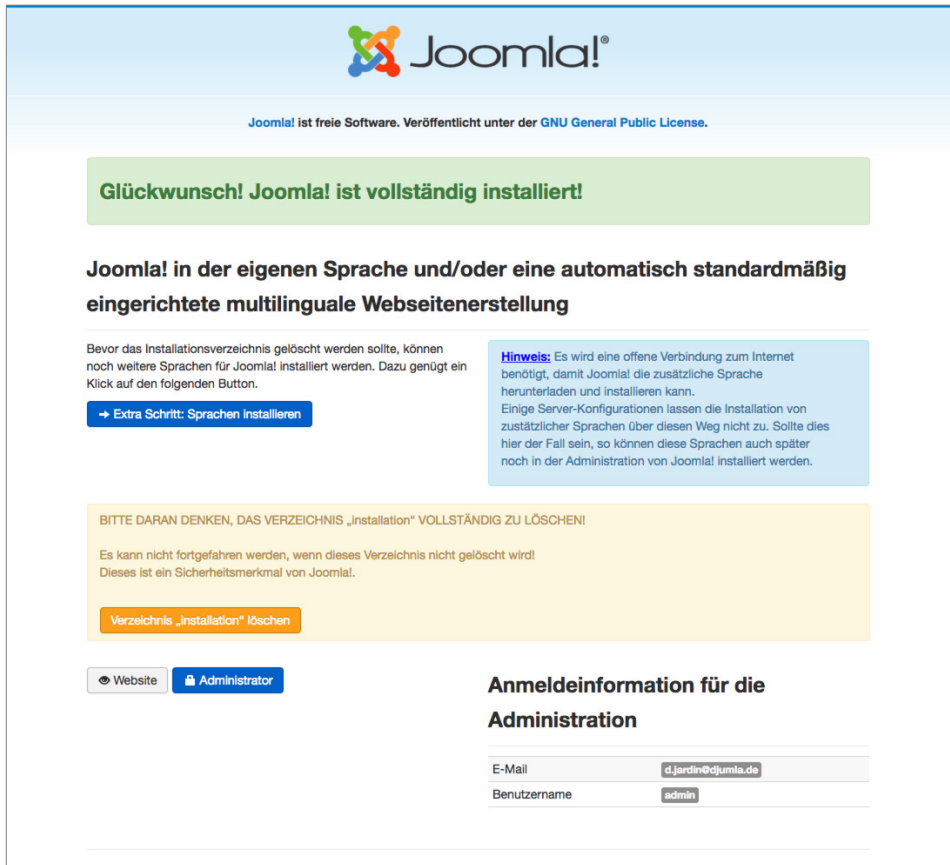 Joomla!®
Joomla! ist freie Software. Veröffentlicht unter der GNU General Public License.
Glückwunsch! Joomla! ist vollständig installiert!
Joomla! in der eigenen Sprache und/oder eine automatisch standardmäßig
eingerichtete multilinguale Webseitenerstellung
Bevor das Installationsverzeichnis gelöscht werden sollte, können
noch weitere Sprachen für Joomla! installiert werden. Dazu genügt ein
Klick auf den folgenden Button.
→ Extra Schritt: Sprachen installieren
Hinweis: Es wird eine offene Verbindung zum Internet
benötigt, damit Joomla! die zusätzliche Sprache
herunterladen und installieren kann.
Einige Server-Konfigurationen lassen die Installation von
zustätzlicher Sprachen über diesen Weg nicht zu. Sollte dies
hier der Fall sein, so können diese Sprachen auch später
noch in der Administration von Joomla! installiert werden.
BITTE DARAN DENKEN, DAS VERZEICHNIS „installation“ VOLLSTÄNDIG ZU LÖSCHEN!
Es kann nicht fortgefahren werden, wenn dieses Verzeichnis nicht gelöscht wird!
Dieses ist ein Sicherheitsmerkmal von Joomla!.
Verzeichnis „installation“ löschen
Website
Administrator
Anmeldeinformation für die
Administration
E-Mail d.jardin@djumla.de
Benutzername admin